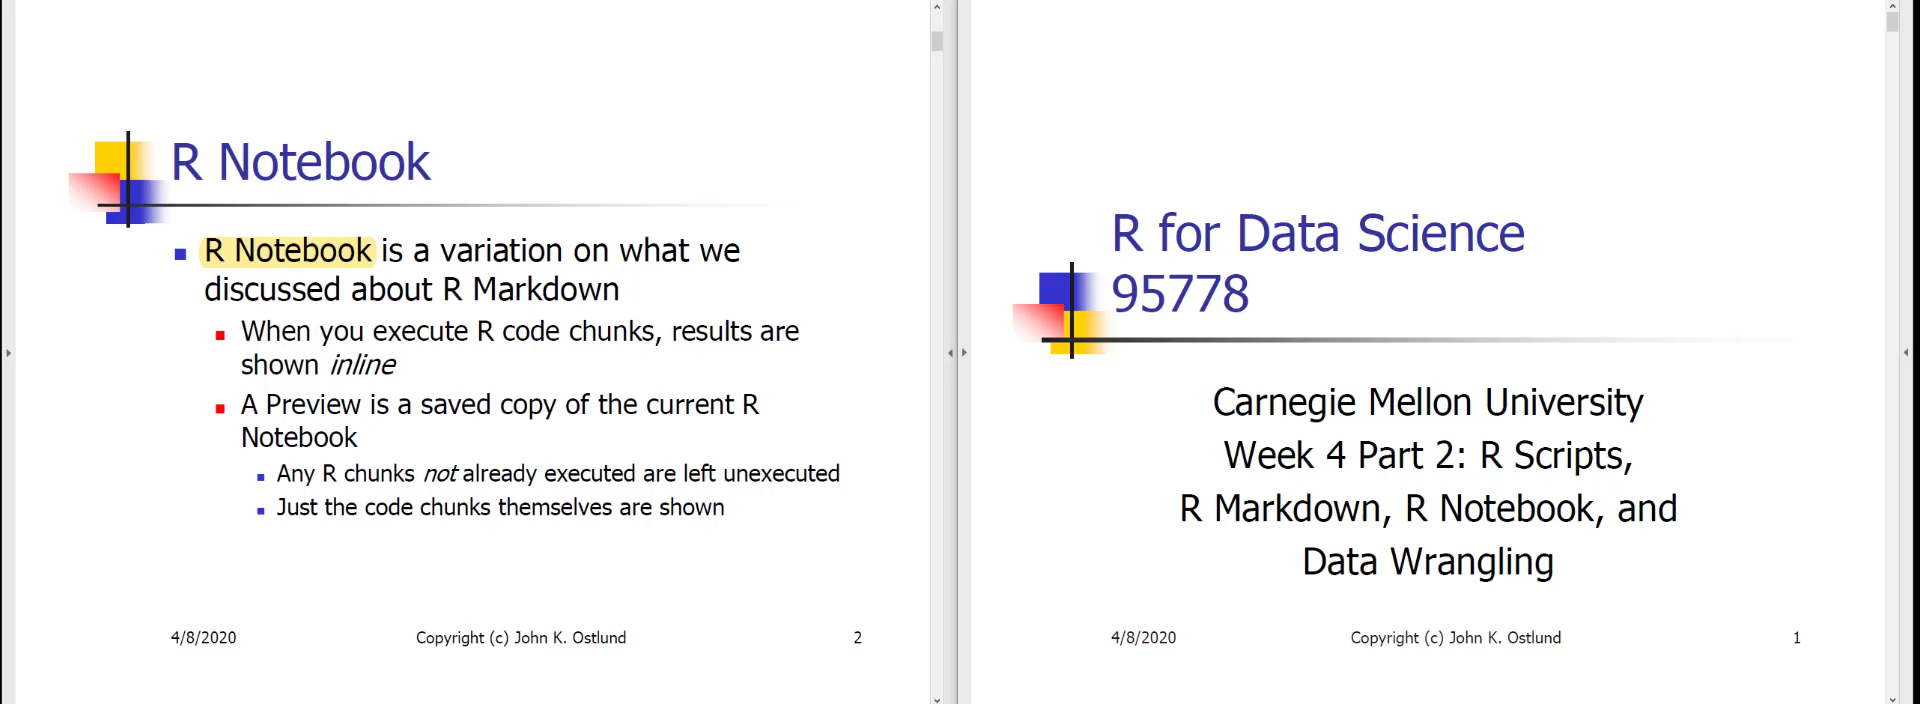 R Notebook
R Notebook is a variation on what we
discussed about R Markdown
When you execute R code chunks, results are
shown inline
A Preview is a saved copy of the current R
Notebook
Any R chunks not already executed are left unexecuted
Just the code chunks themselves are shown
4/8/2020 Copyright (c) John K. Ostlund 2
R for Data Science
95778
Carnegie Mellon University
Week 4 Part 2: R Scripts,
R Markdown, R Notebook, and
Data Wrangling
4/8/2020 Copyright (c) John K. Ostlund 1